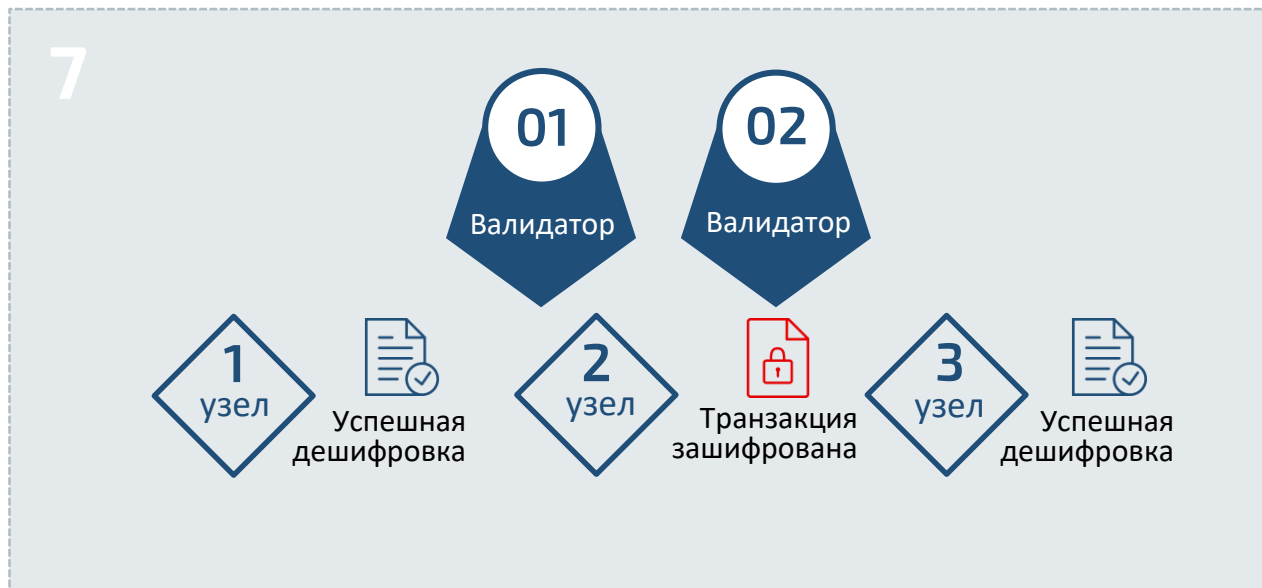 7
01
Валидатор
02
Валидатор
1
узел
Успешная
дешифровка
2
узел
Транзакция
зашифрована
3
узел
Успешная
дешифровка